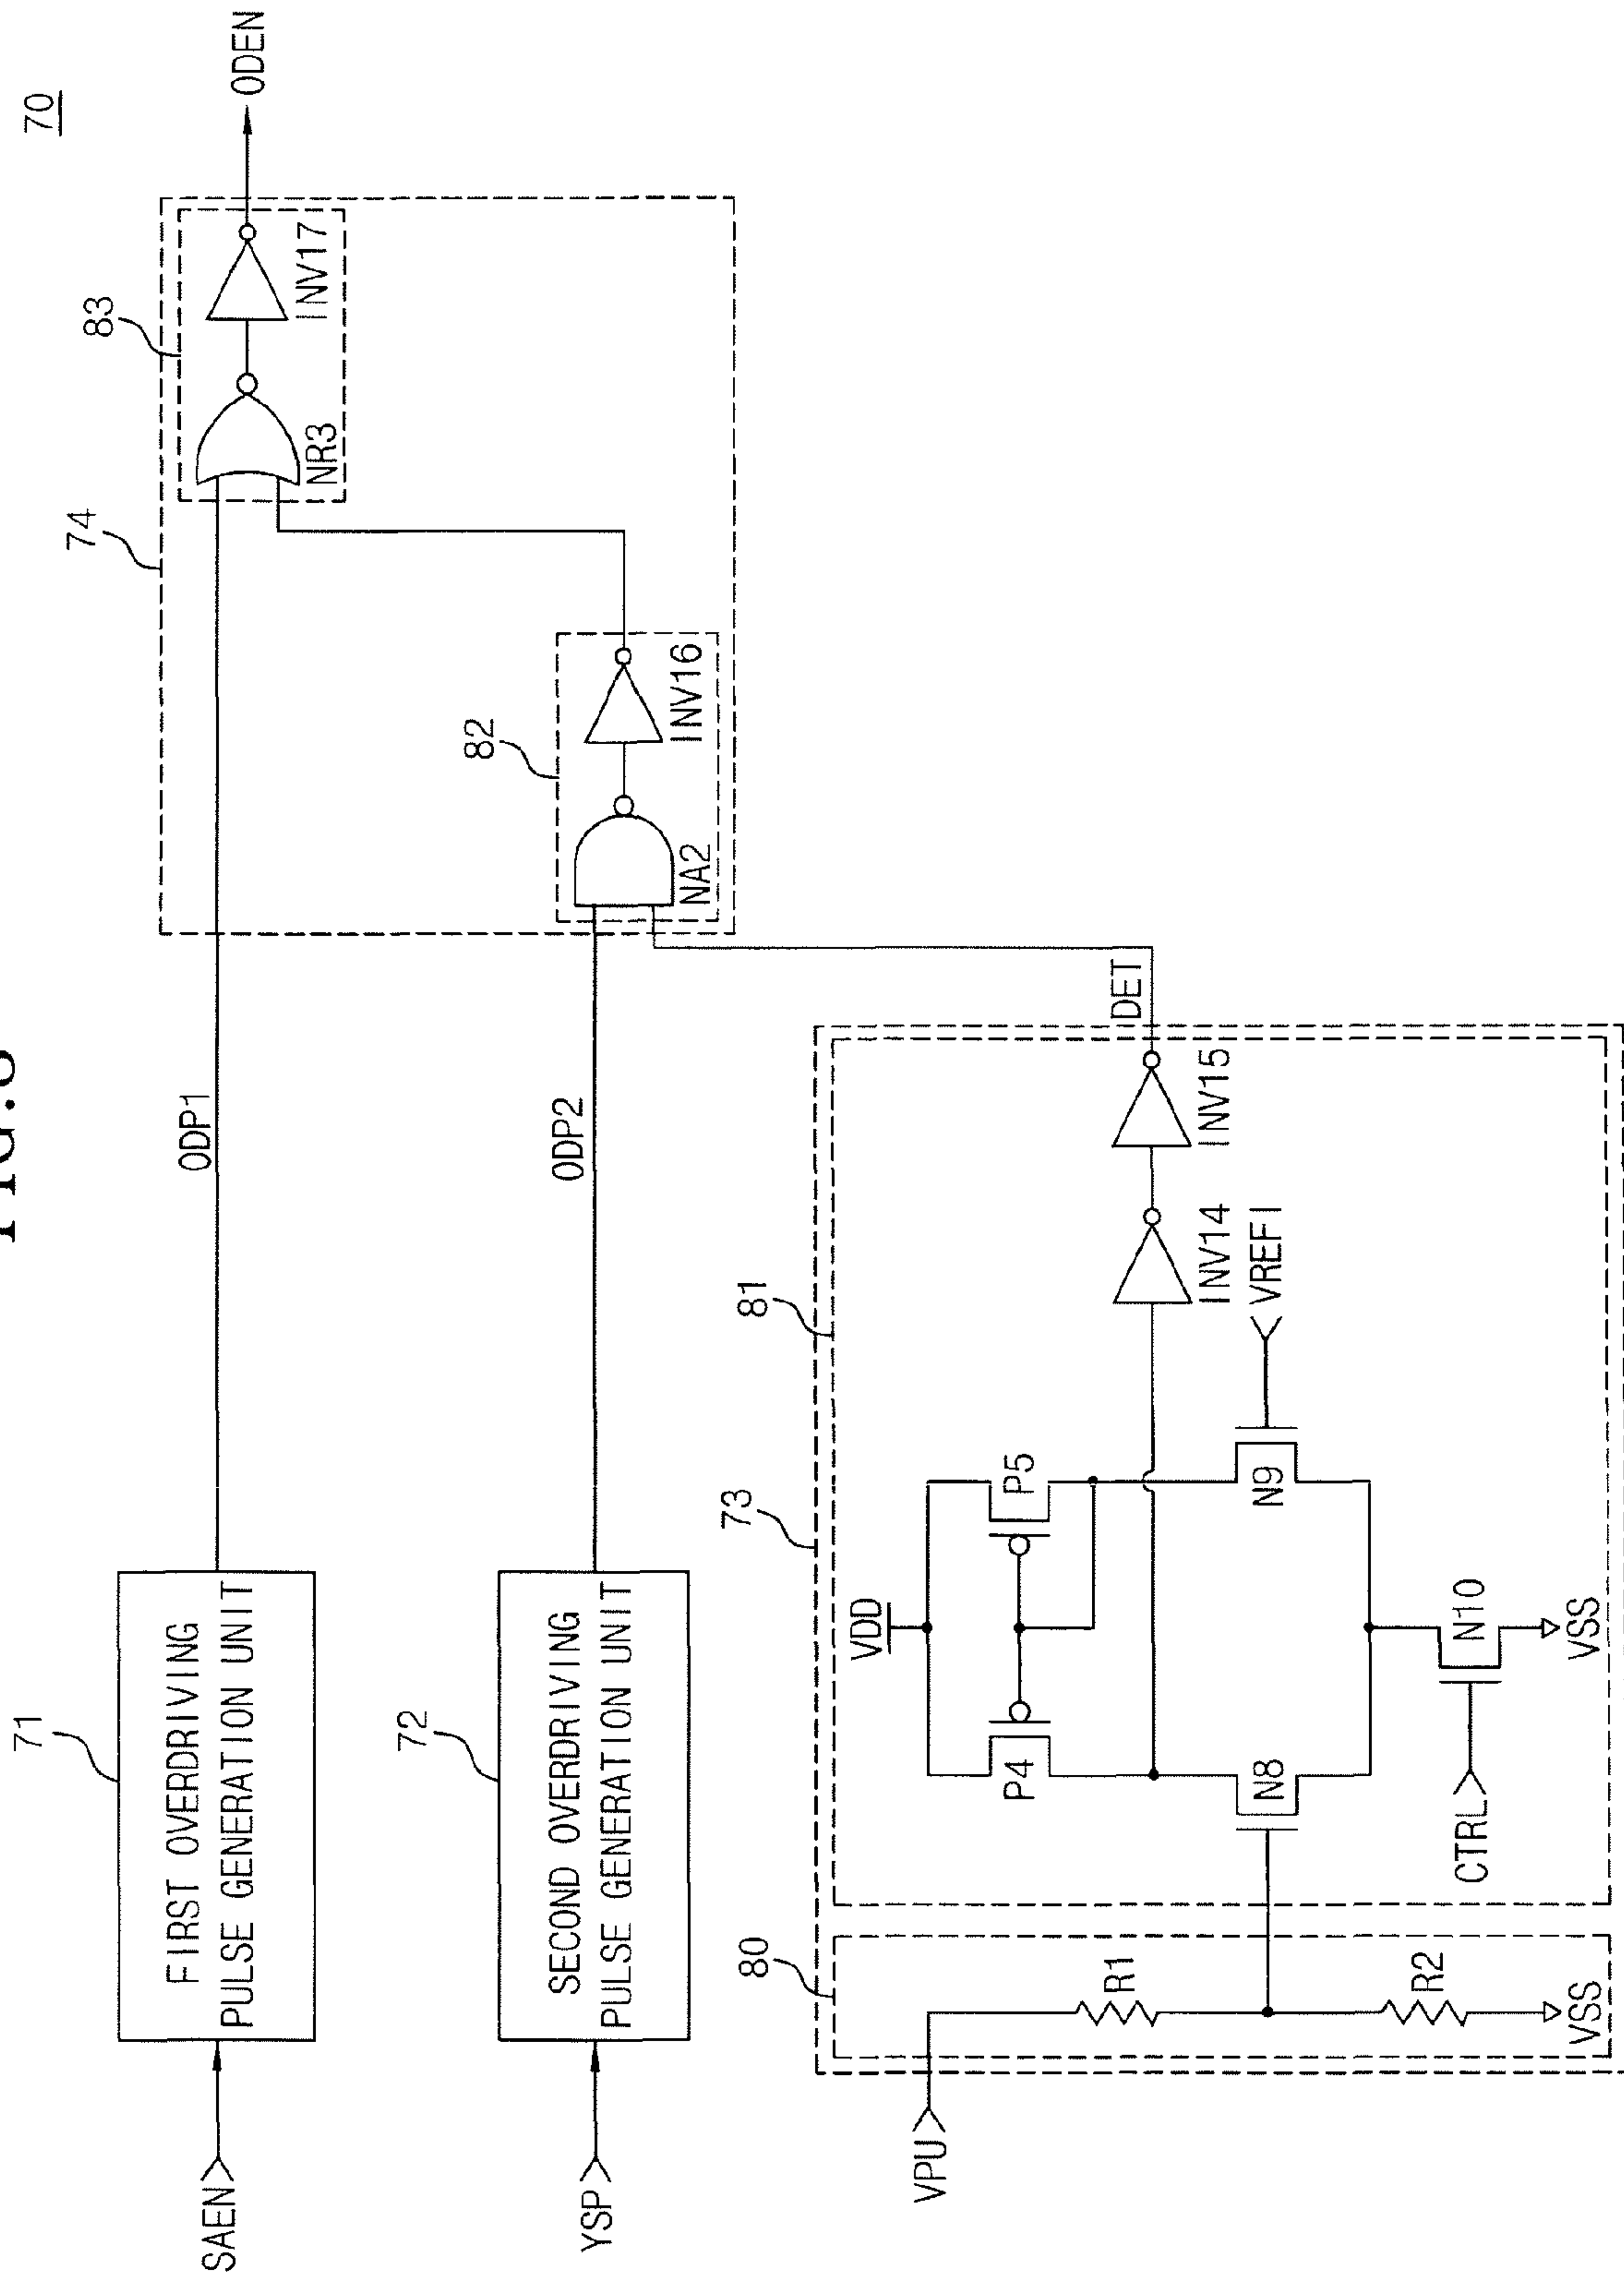 70
SAEN
71
FIRST OVERDRIVING
PULSE GENERATION UNIT
ODP1
74
83
NR3
INV17
ODEN
YSP
72
SECOND OVERDRIVING
PULSE GENERATION UNIT
ODP2
82
NA2
INV16
VPU
80
R1
R2
VSS
73
81
VDD
P4
P5
N8
N9
VREFI
CTRL
N10
VSS
INV14
INV15
DET